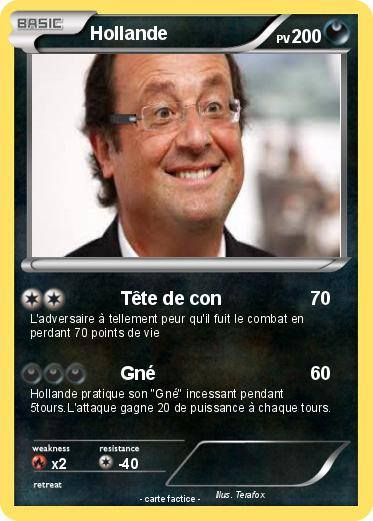 BASIC
Hollande
PV200
Tête de con 70
L'adversaire à tellement peur qu'il fuit le combat en
perdant 70 points de vie
Gné 60
Hollande pratique son "Gné" incessant pendant
5tours.L'attaque gagne 20 de puissance à chaque tours.
weakness resistance
x2 -40
retreat
- carte factice -
Illus. Terafox